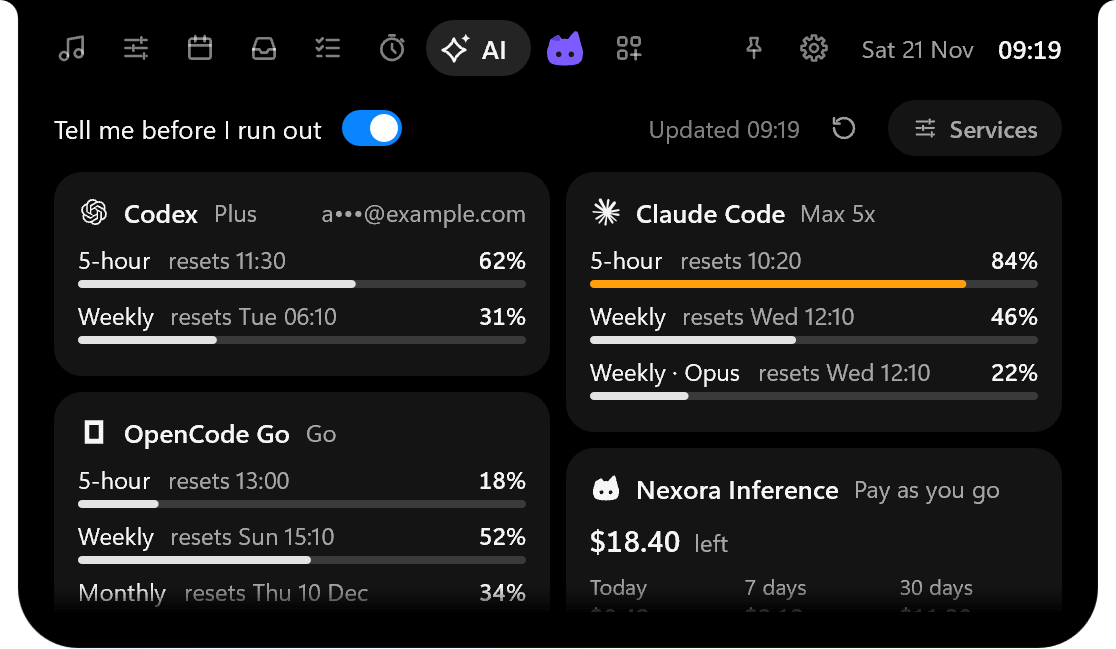 AI
Sat 21 Nov 09:19
Tell me before I run out
Updated 09:19
Services
Codex Plus a•••@example.com
5-hour resets 11:30 62%
Weekly resets Tue 06:10 31%
Claude Code Max 5x
5-hour resets 10:20 84%
Weekly resets Wed 12:10 46%
Weekly · Opus resets Wed 12:10 22%
OpenCode Go Go
5-hour resets 13:00 18%
Weekly resets Sun 15:10 52%
Monthly resets Thu 10 Dec 34%
Nexora Inference Pay as you go
$18.40 left
Today 7 days 30 days